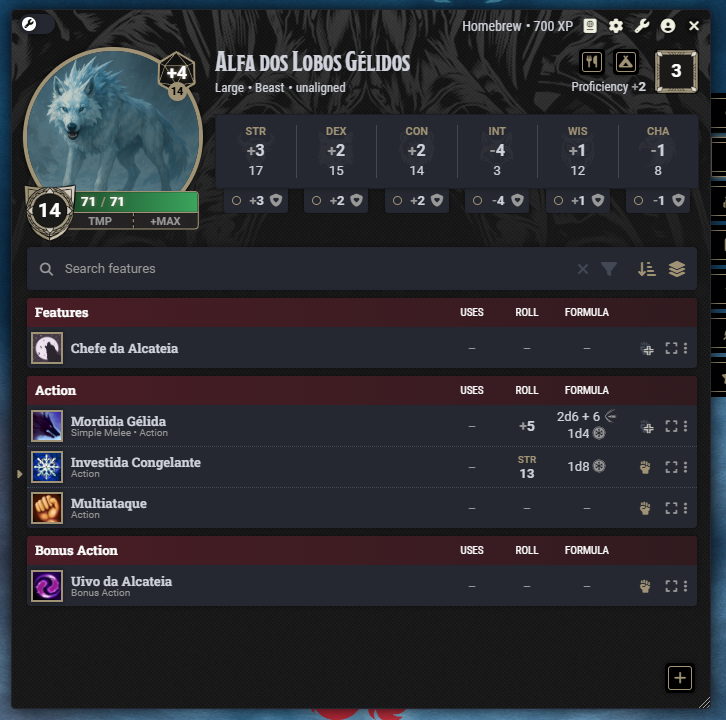 Homebrew • 700 XP
ALFA DOS LOBOS GÉLIDOS
Large • Beast • unaligned
+4
14
Proficiency +2
3
STR DEX CON INT WIS CHA
+3 +2 +2 -4 +1 -1
17 15 14 3 12 8
14
71 / 71
TMP +MAX
+3 +2 +2 -4 +1 -1
Search features
Features USES ROLL FORMULA
Chefe da Alcateia – – –
Action USES ROLL FORMULA
Mordida Gélida – +5 2d6 + 6
Simple Melee • Action 1d4
Investida Congelante – STR 13 1d8
Action
Multiataque – – –
Action
Bonus Action USES ROLL FORMULA
Uivo da Alcateia – – –
Bonus Action